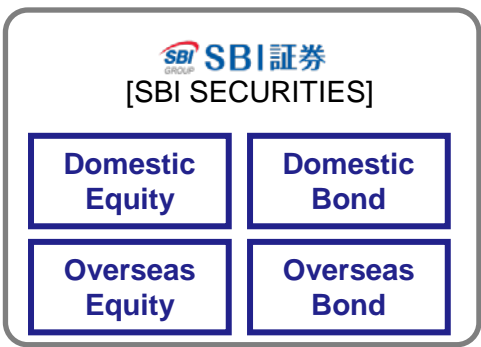 SBI GROUP SBI証券
[SBI SECURITIES]
Domestic Equity
Domestic Bond
Overseas Equity
Overseas Bond